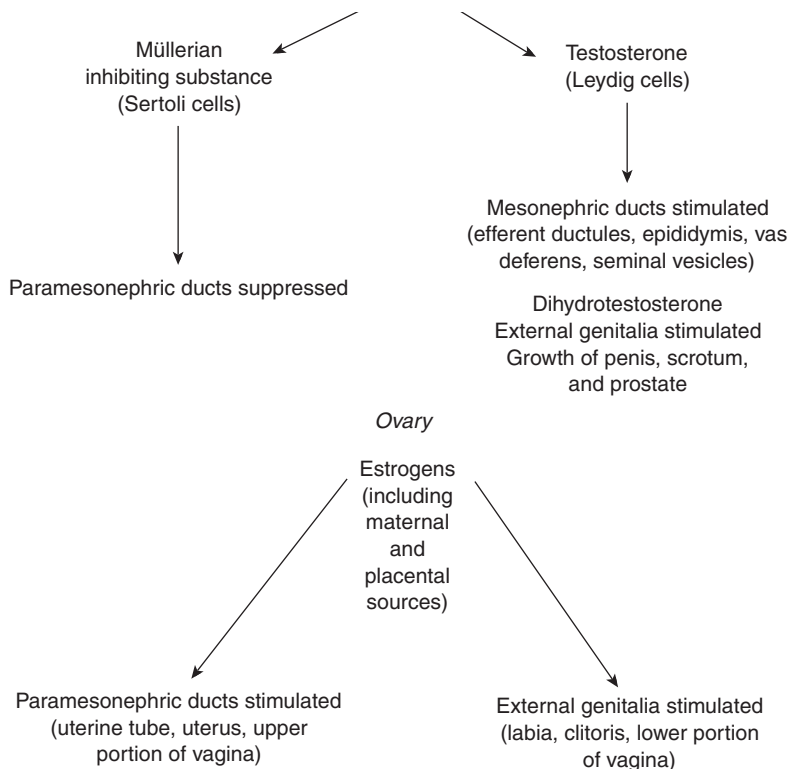 Müllerian
inhibiting substance
(Sertoli cells)
Testosterone
(Leydig cells)
Mesonephric ducts stimulated
(efferent ductules, epididymis, vas
deferens, seminal vesicles)
Paramesonephric ducts suppressed
Dihydrotestosterone
External genitalia stimulated
Growth of penis, scrotum,
and prostate
Ovary
Estrogens
(including
maternal
and
placental
sources)
Paramesonephric ducts stimulated
(uterine tube, uterus, upper
portion of vagina)
External genitalia stimulated
(labia, clitoris, lower portion
of vagina)